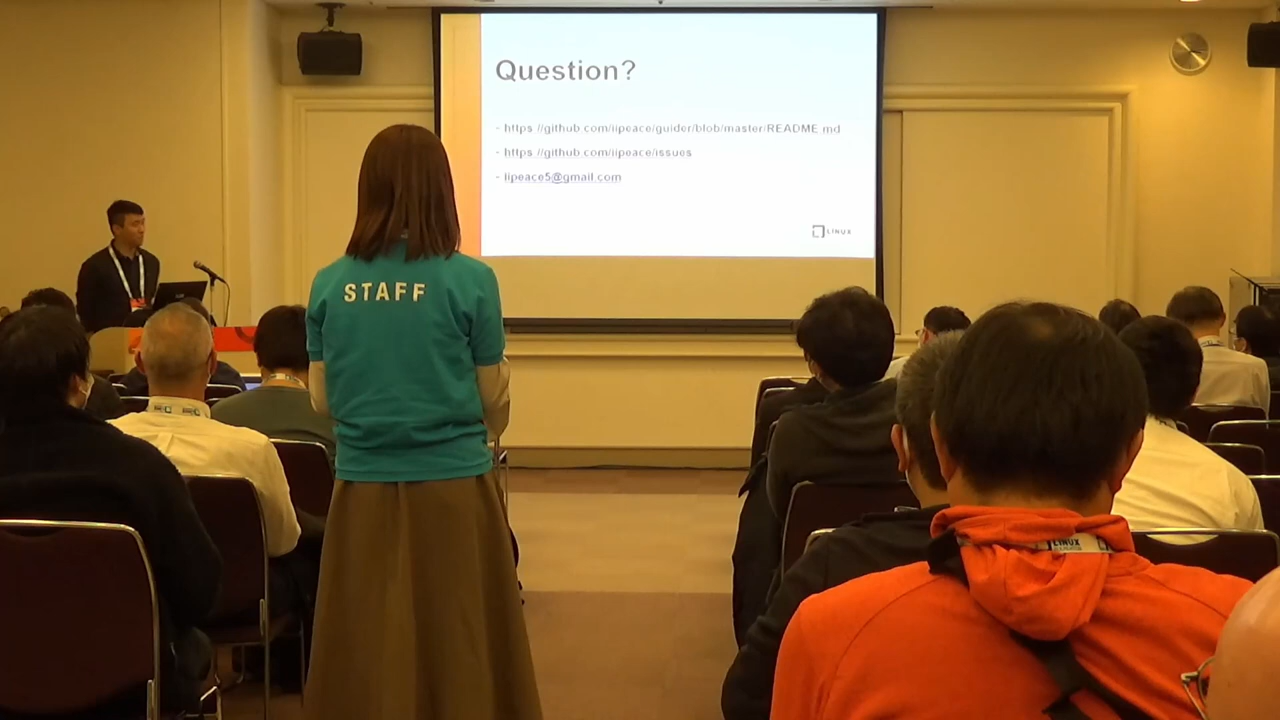 Question?
- https://github.com/iipeace/guider/blob/master/README.md
- https://github.com/iipeace/issues
- iipeace5@gmail.com
LINUX
STAFF
LINUX